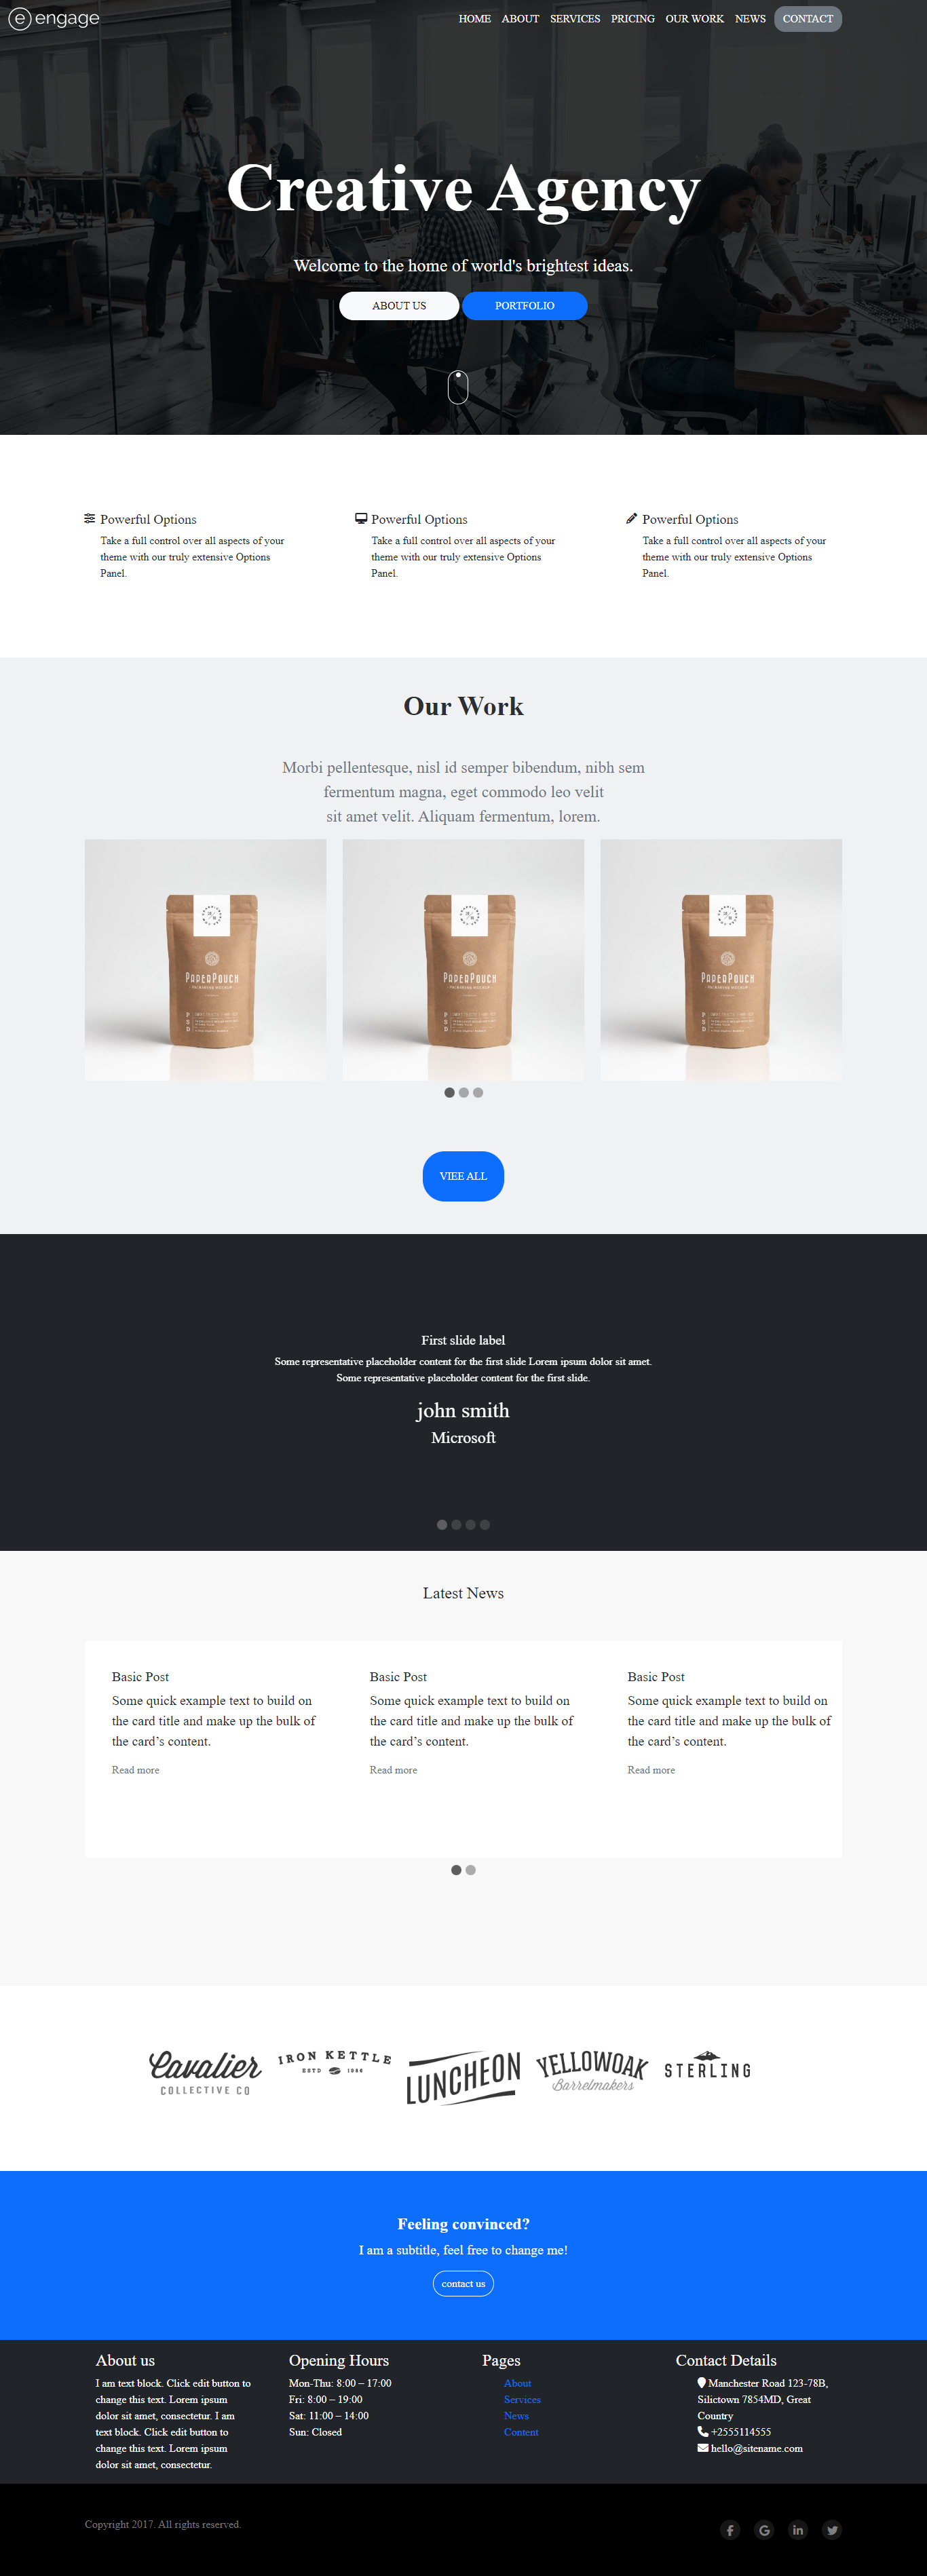 e engage
HOME ABOUT SERVICES PRICING OUR WORK NEWS CONTACT
Creative Agency
Welcome to the home of world's brightest ideas.
ABOUT US PORTFOLIO
Powerful Options
Take a full control over all aspects of your
theme with our truly extensive Options
Panel.
Powerful Options
Take a full control over all aspects of your
theme with our truly extensive Options
Panel.
Powerful Options
Take a full control over all aspects of your
theme with our truly extensive Options
Panel.
Our Work
Morbi pellentesque, nisl id semper bibendum, nibh sem
fermentum magna, eget commodo leo velit
sit amet velit. Aliquam fermentum, lorem.
PAPERPOUCH
PSD
PAPERPOUCH
PSD
PAPERPOUCH
PSD
VIEE ALL
First slide label
Some representative placeholder content for the first slide Lorem ipsum dolor sit amet.
Some representative placeholder content for the first slide.
john smith
Microsoft
Latest News
Basic Post
Some quick example text to build on
the card title and make up the bulk of
the card’s content.
Read more
Basic Post
Some quick example text to build on
the card title and make up the bulk of
the card’s content.
Read more
Basic Post
Some quick example text to build on
the card title and make up the bulk of
the card’s content.
Read more
Cavalier
COLLECTIVE CO
IRON KETTLE
ESTD
LUNCHEON
YELLOWOAK
Barrelmakers
STERLING
Feeling convinced?
I am a subtitle, feel free to change me!
contact us
About us
I am text block. Click edit button to
change this text. Lorem ipsum
dolor sit amet, consectetur. I am
text block. Click edit button to
change this text. Lorem ipsum
dolor sit amet, consectetur.
Opening Hours
Mon-Thu: 8:00 – 17:00
Fri: 8:00 – 19:00
Sat: 11:00 – 14:00
Sun: Closed
Pages
About
Services
News
Content
Contact Details
Manchester Road 123-78B,
Silictown 7854MD, Great
Country
+2555114555
hello@sitename.com
Copyright 2017. All rights reserved.